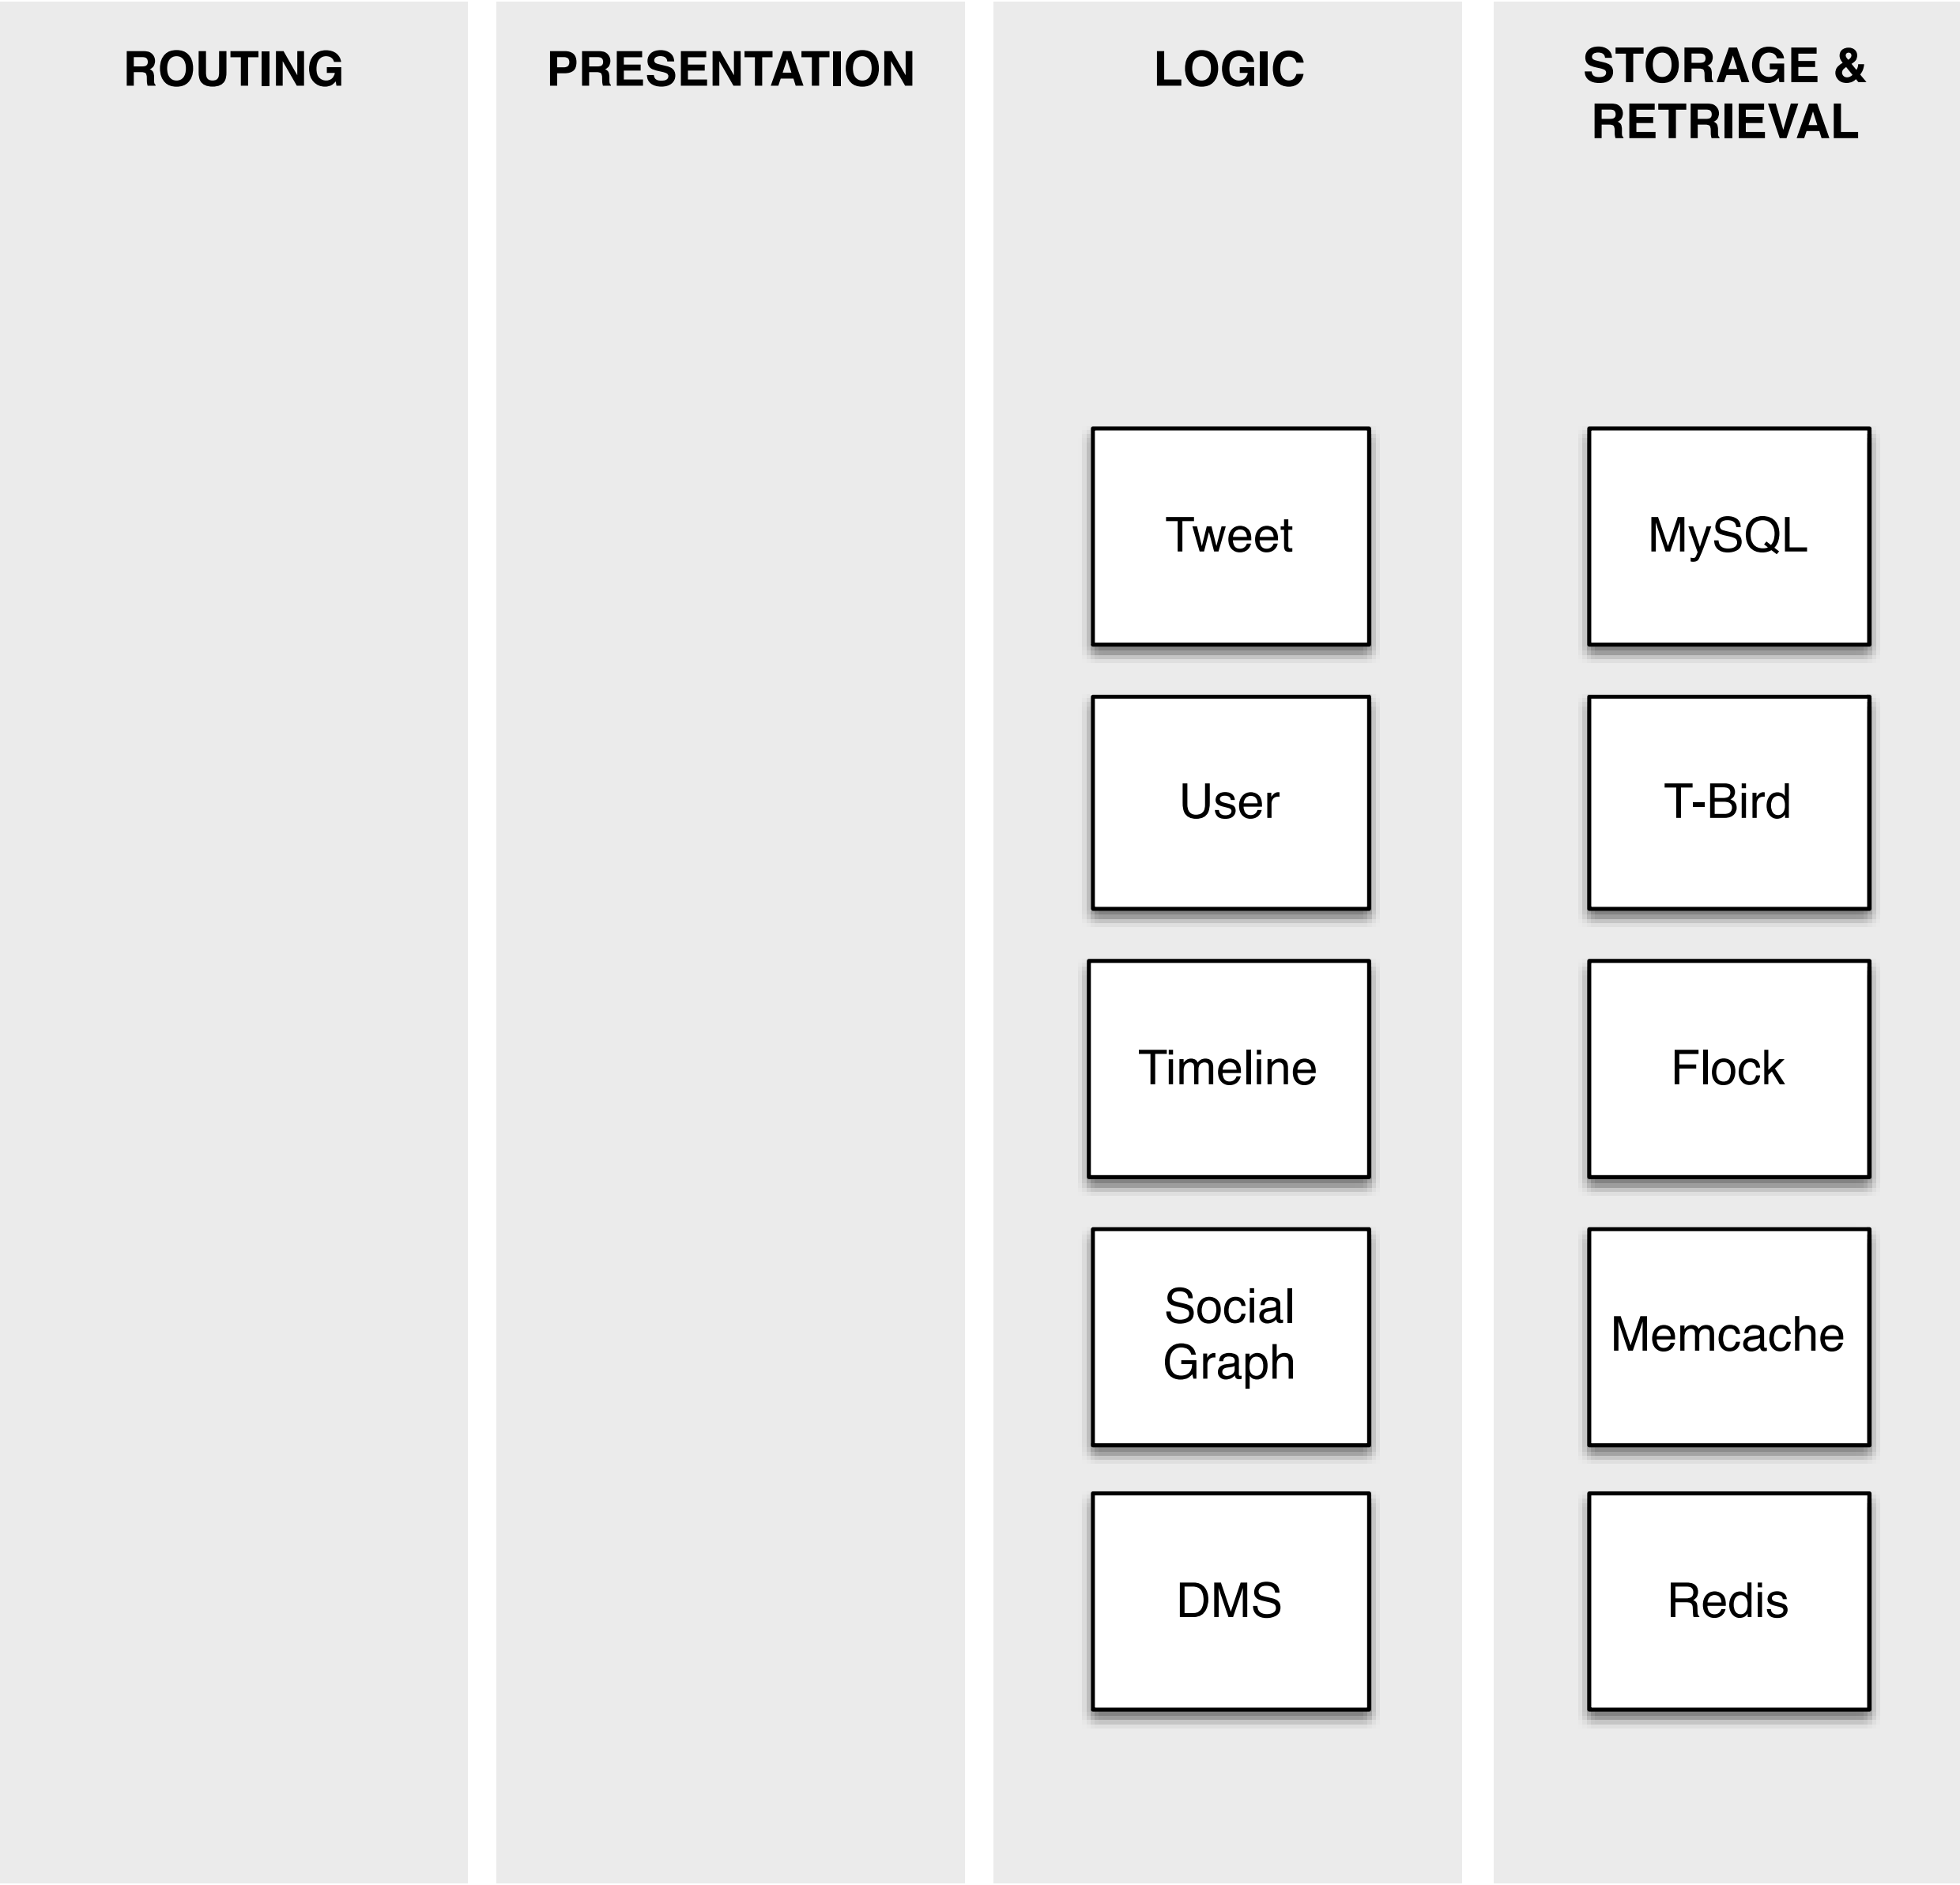 ROUTING
PRESENTATION
LOGIC
STORAGE &
RETRIEVAL
Tweet
MySQL
User
T-Bird
Timeline
Flock
Social
Graph
Memcache
DMS
Redis